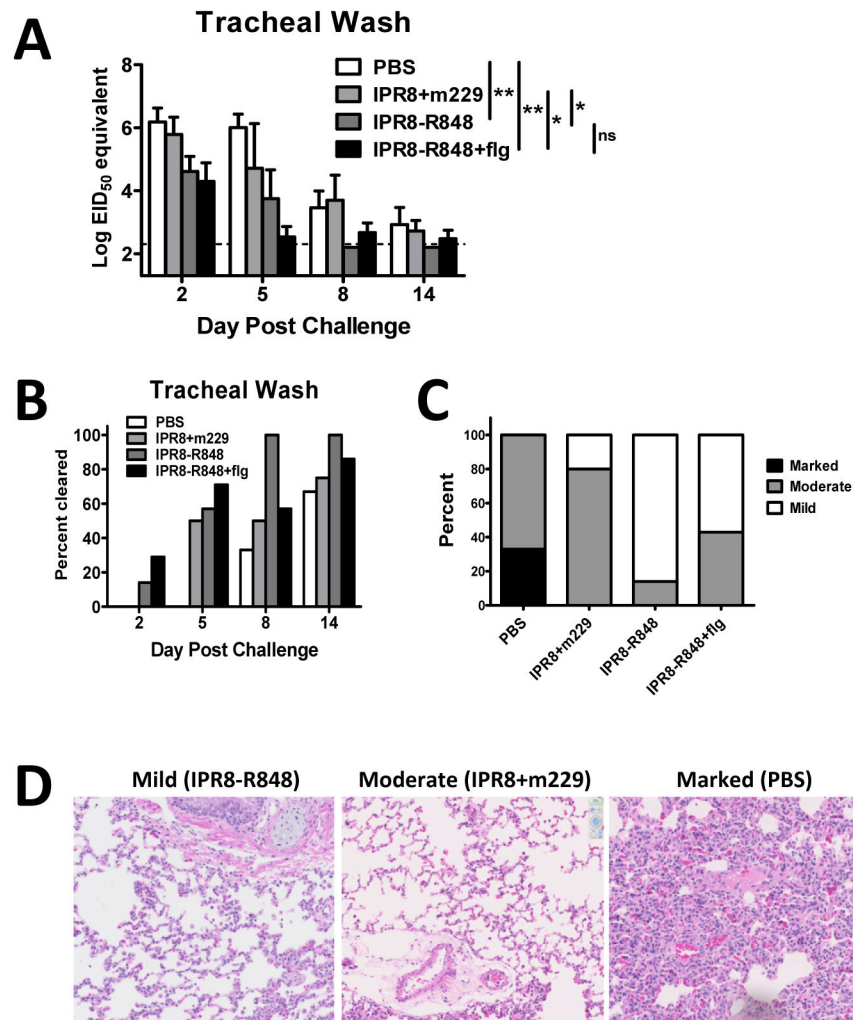 A
Tracheal Wash
Log EID50 equivalent
8
6
4
2
PBS
IPR8+m229
IPR8-R848
IPR8-R848+flg
**
**
*
*
ns
2
5
8
14
Day Post Challenge
B
Tracheal Wash
Percent cleared
100
80
60
40
20
0
PBS
IPR8+m229
IPR8-R848
IPR8-R848+flg
2
5
8
14
Day Post Challenge
C
Percent
100
80
60
40
20
0
Marked
Moderate
Mild
PBS
IPR8+m229
IPR8-R848
IPR8-R848+flg
D
Mild (IPR8-R848)
Moderate (IPR8+m229)
Marked (PBS)